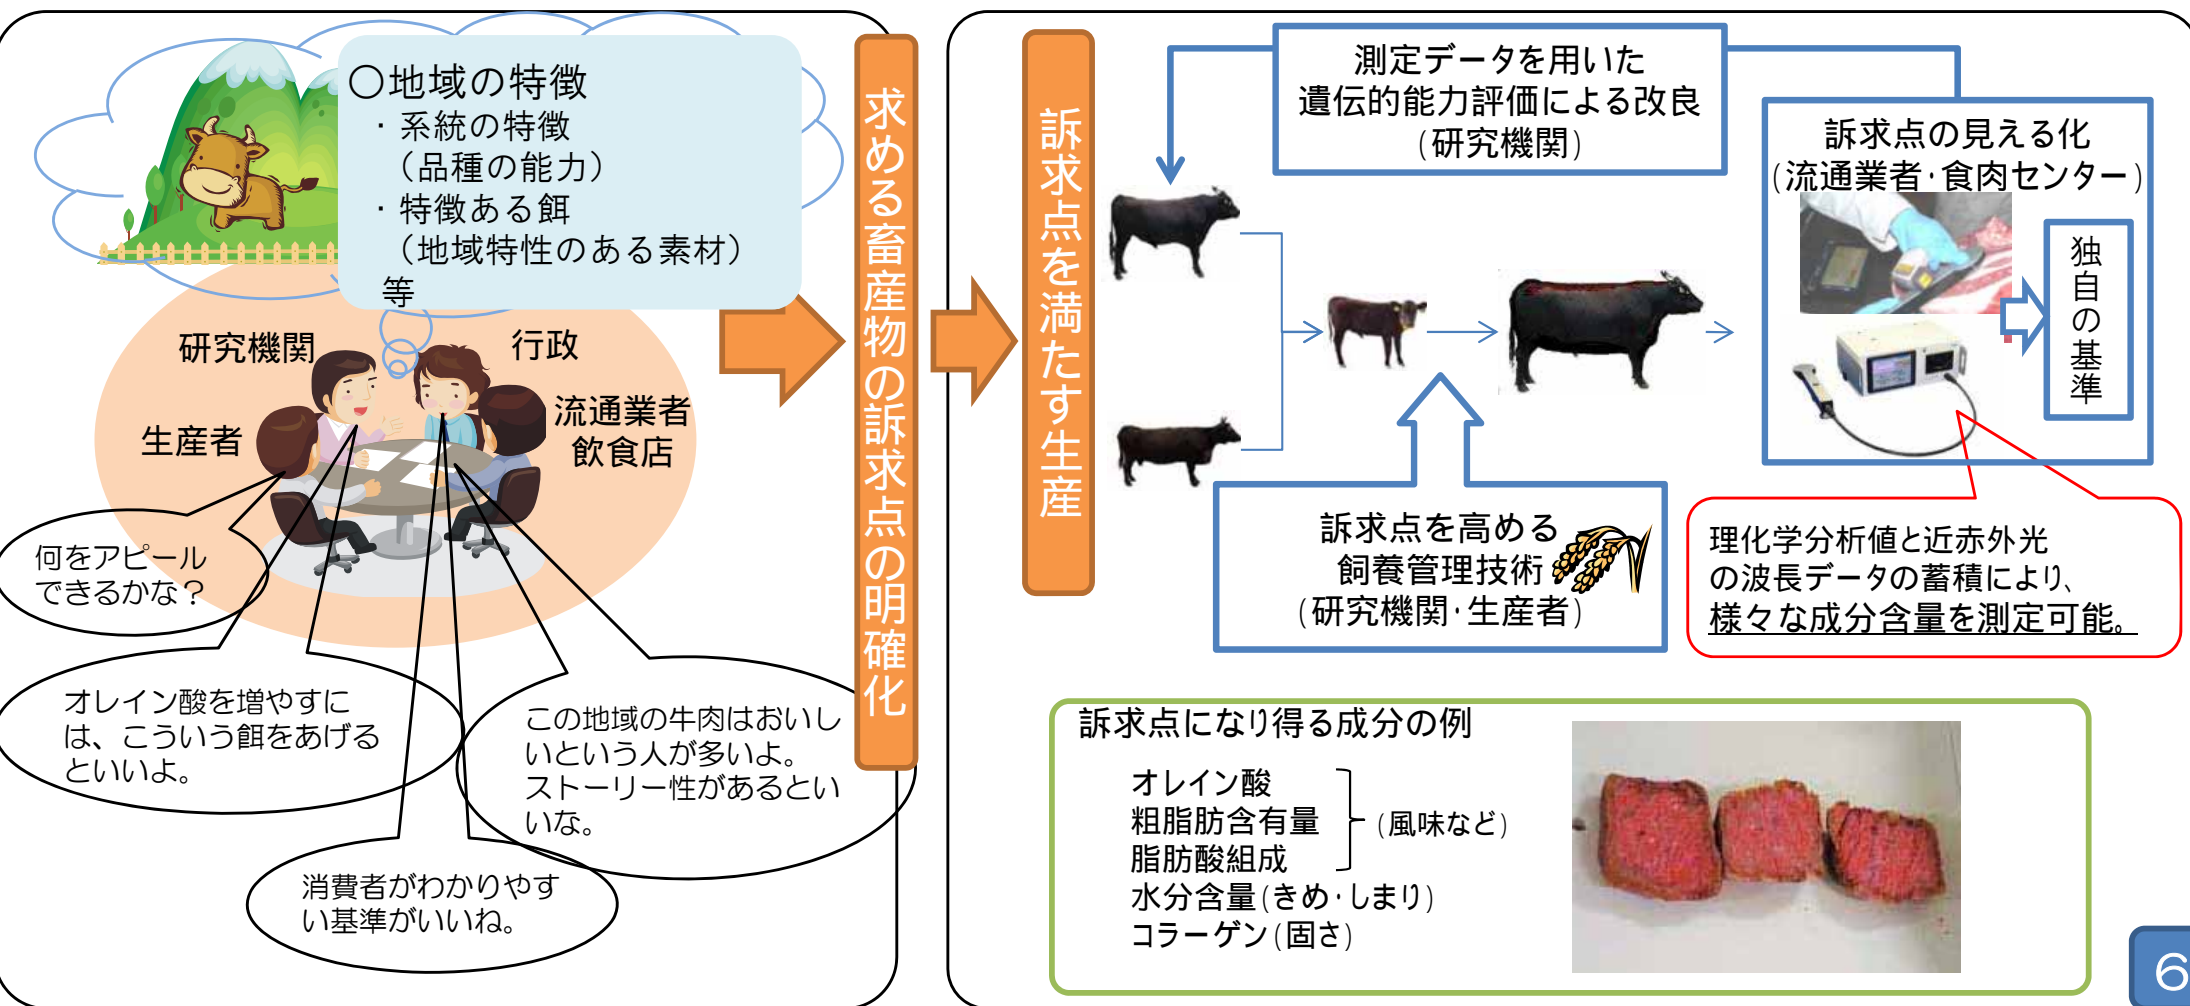 〇地域の特徴
・系統の特徴
（品種の能力）
・特徴ある餌
（地域特性のある素材）
等
研究機関
行政
生産者
流通業者
飲食店
何をアピール
できるかな？
オレイン酸を増やすに
は、こういう餌をあげる
といいよ。
この地域の牛肉はおいし
いという人が多いよ。
ストーリー性があるとい
いな。
消費者がわかりやす
い基準がいいね。
求める畜産物の訴求点の明確化
訴求点を満たす生産
測定データを用いた
遺伝的能力評価による改良
(研究機関)
訴求点の見える化
(流通業者・食肉センター)
独自の基準
訴求点を高める
飼養管理技術
(研究機関・生産者)
理化学分析値と近赤外光
の波長データの蓄積により、
様々な成分含量を測定可能。
訴求点になり得る成分の例
オレイン酸
粗脂肪含有量
(風味など)
脂肪酸組成
水分含量(きめ・しまり)
コラーゲン(固さ)
6